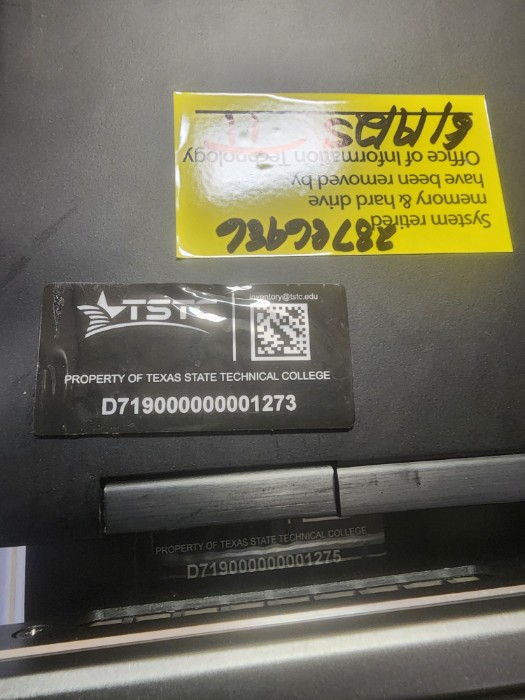 System retired
memory & hard drive
have been removed by
Office of Information Technology
TSTC
inventory@tstc.edu
PROPERTY OF TEXAS STATE TECHNICAL COLLEGE
D719000000001273
PROPERTY OF TEXAS STATE TECHNICAL COLLEGE
D719000000001275